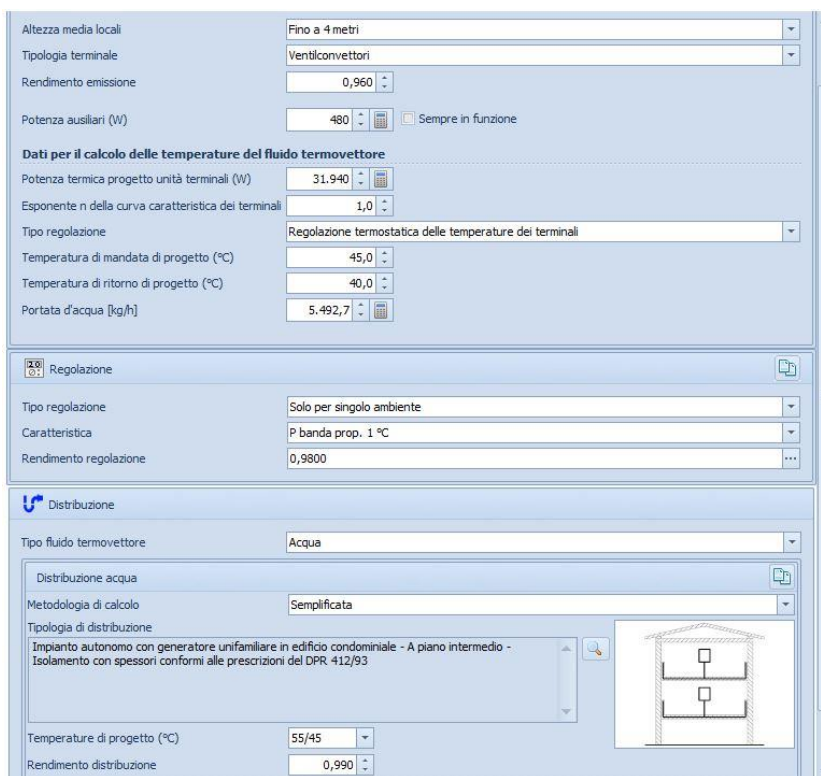 Altezza media locali Fino a 4 metri
Tipologia terminale Ventilconvettori
Rendimento emissione 0,960
Potenza ausiliari (W) 480 Sempre in funzione
Dati per il calcolo delle temperature del fluido termovettore
Potenza termica progetto unità terminali (W) 31.940
Esponente n della curva caratteristica dei terminali 1,0
Tipo regolazione Regolazione termostatica delle temperature dei terminali
Temperatura di mandata di progetto (°C) 45,0
Temperatura di ritorno di progetto (°C) 40,0
Portata d'acqua [kg/h] 5.492,7
Regolazione
Tipo regolazione Solo per singolo ambiente
Caratteristica P banda prop. 1 °C
Rendimento regolazione 0,9800
Distribuzione
Tipo fluido termovettore Acqua
Distribuzione acqua
Metodologia di calcolo Semplificata
Tipologia di distribuzione
Impianto autonomo con generatore unifamiliare in edificio condominiale - A piano intermedio -
Isolamento con spessori conformi alle prescrizioni del DPR 412/93
Temperature di progetto (°C) 55/45
Rendimento distribuzione 0,990